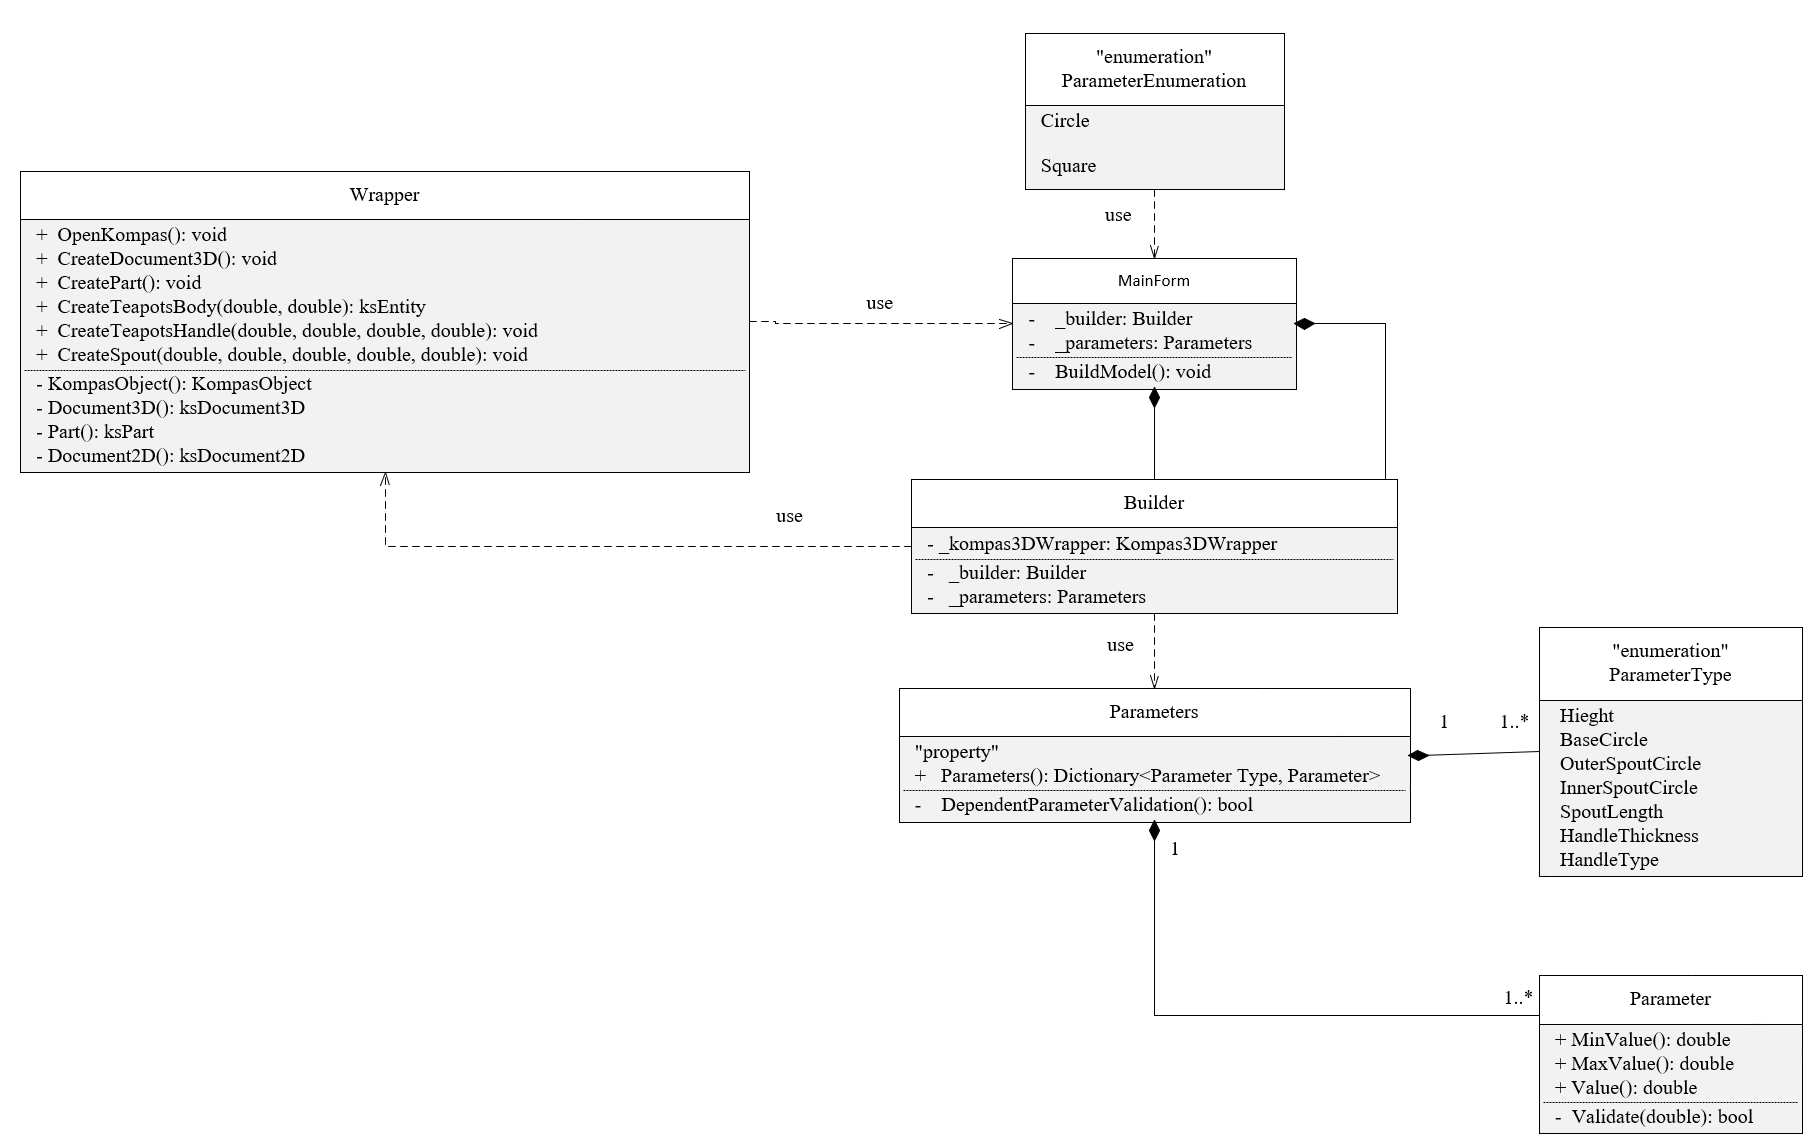 "enumeration"
ParameterEnumeration
Circle
Square
use
Wrapper
+ OpenKompas(): void
+ CreateDocument3D(): void
+ CreatePart(): void
+ CreateTeapotsBody(double, double): ksEntity
+ CreateTeapotsHandle(double, double, double, double): void
+ CreateSpout(double, double, double, double, double): void
- KompasObject(): KompasObject
- Document3D(): ksDocument3D
- Part(): ksPart
- Document2D(): ksDocument2D
use
MainForm
- _builder: Builder
- _parameters: Parameters
- BuildModel(): void
use
Builder
- _kompas3DWrapper: Kompas3DWrapper
- _builder: Builder
- _parameters: Parameters
use
Parameters
"property"
+ Parameters(): Dictionary<Parameter Type, Parameter>
- DependentParameterValidation(): bool
1
1..*
"enumeration"
ParameterType
Hieght
BaseCircle
OuterSpoutCircle
InnerSpoutCircle
SpoutLength
HandleThickness
HandleType
1
1..*
Parameter
+ MinValue(): double
+ MaxValue(): double
+ Value(): double
- Validate(double): bool